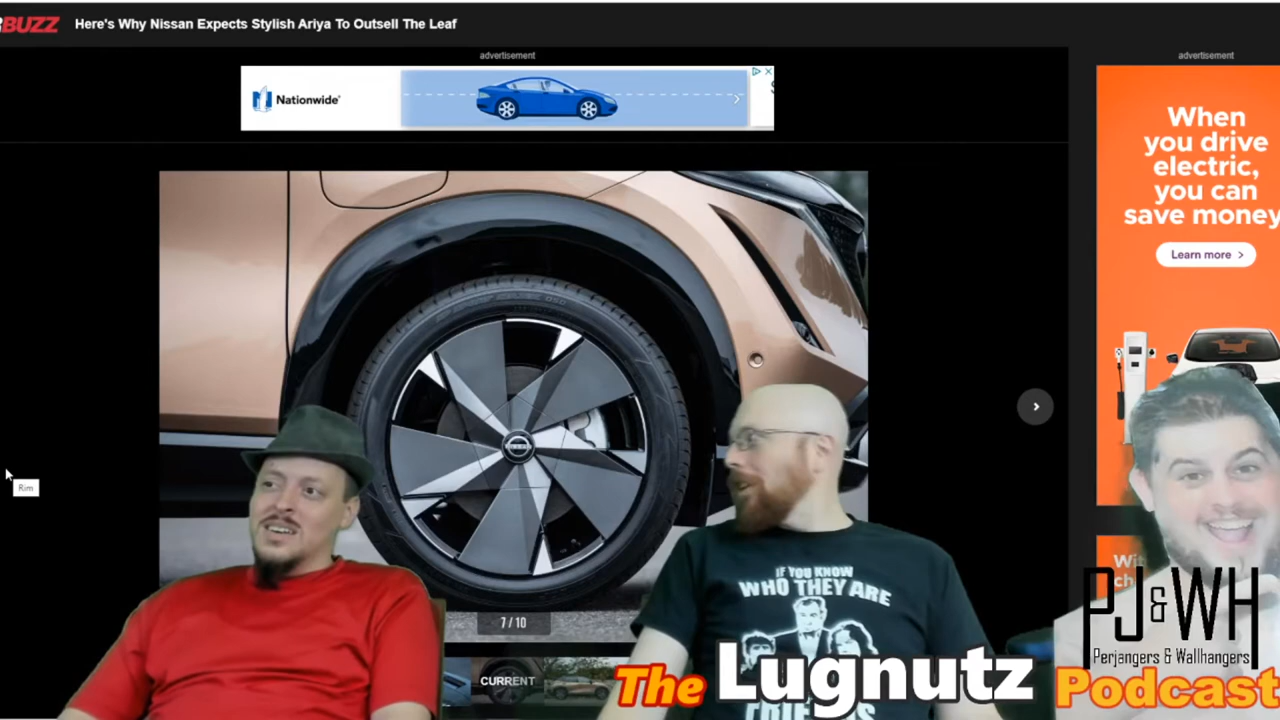 BUZZ
Here's Why Nissan Expects Stylish Ariya To Outsell The Leaf
advertisement
advertisement
Nationwide
When
you drive
electric,
you can
save money
Learn more >
Rim
7 / 10
CURRENT
IF YOU KNOW
WHO THEY ARE
FRIENDS
PJ&WH
Perjangers & Wallhangers
The Lugnutz Podcast